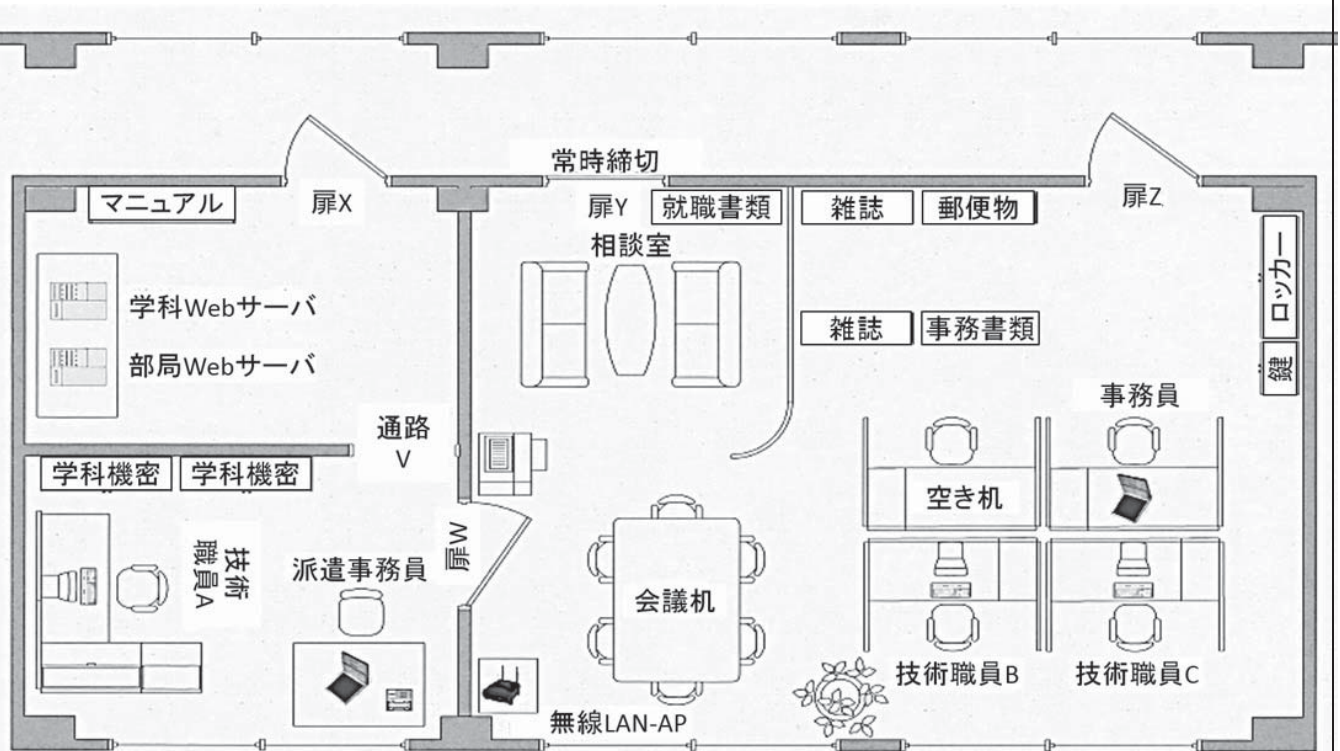 常時締切
マニュアル
扉X
扉Y
就職書類
雑誌
郵便物
扉Z
相談室
ロッカー
学科Webサーバ
雑誌
事務書類
鍵
部局Webサーバ
事務員
通路
V
学科機密
学科機密
空き机
技術
職員A
派遣事務員
扉W
会議机
技術職員B
技術職員C
無線LAN-AP